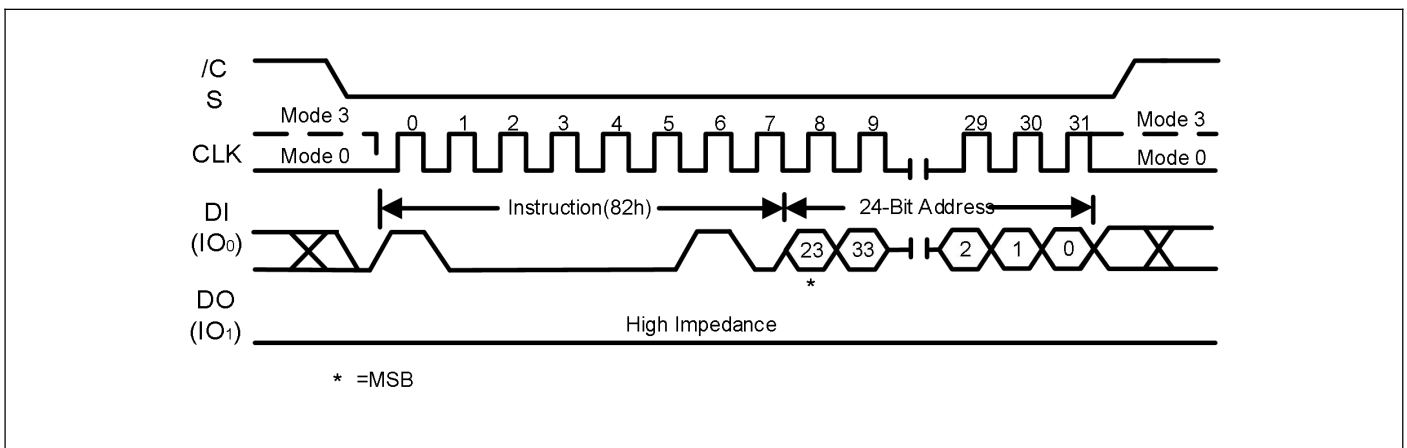 /C
S
Mode 3
Mode 3
0 1 2 3 4 5 6 7 8 9 29 30 31
CLK
Mode 0
Mode 0
DI
(IO0)
Instruction(82h)
24-Bit Address
23 33 2 1 0
*
DO
(IO1)
High Impedance
* =MSB